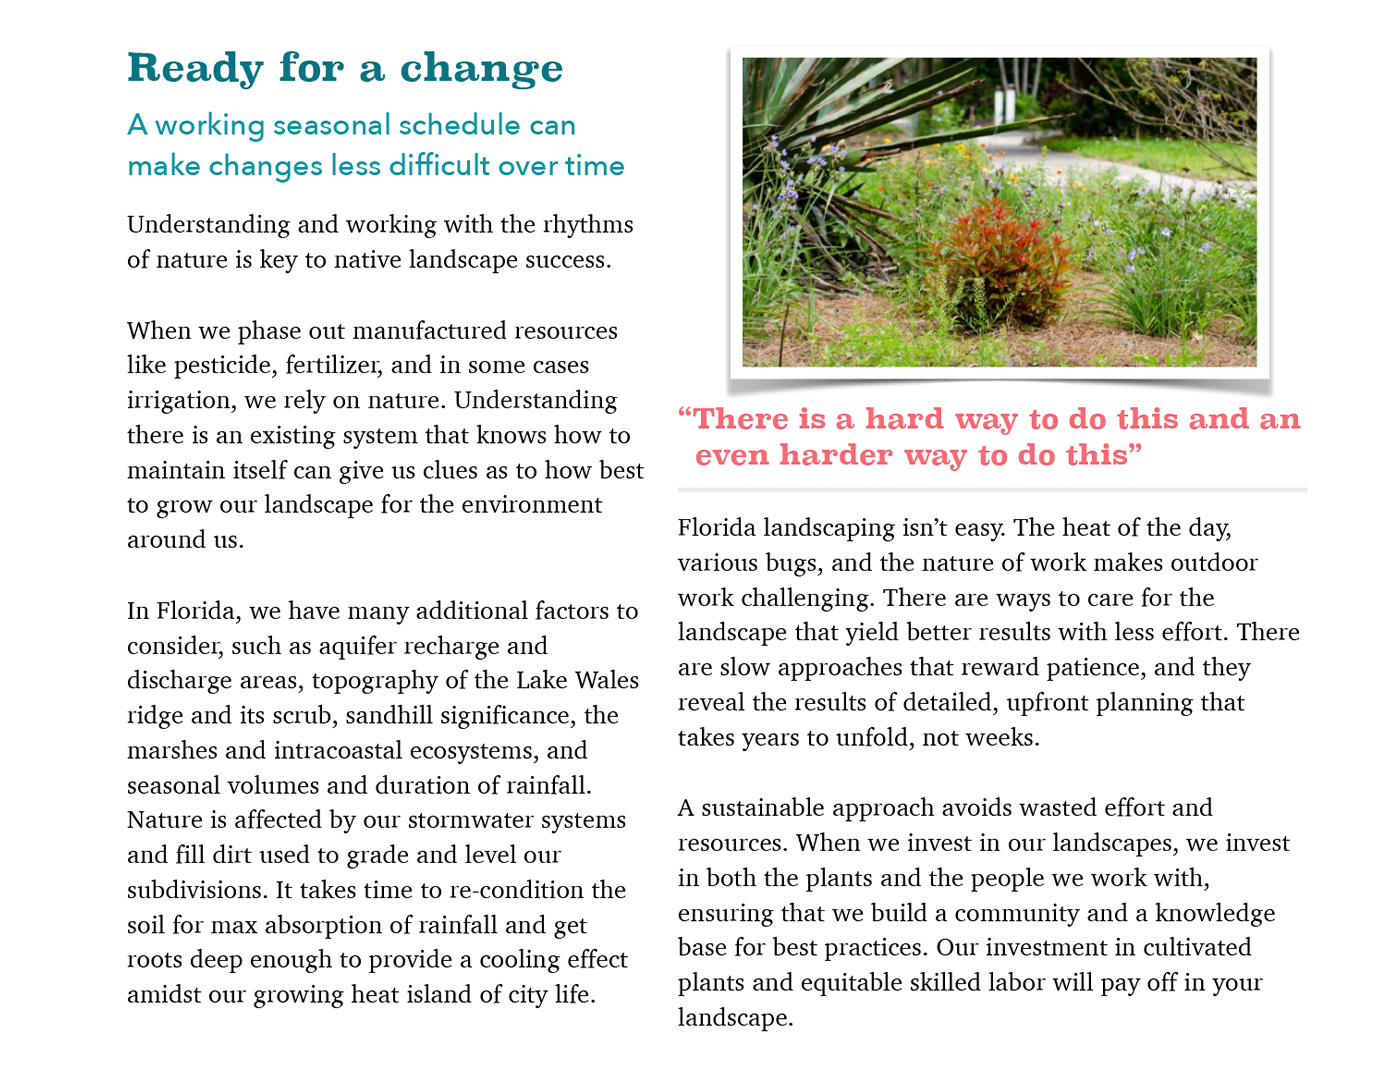 Ready for a change
A working seasonal schedule can
make changes less difficult over time
Understanding and working with the rhythms
of nature is key to native landscape success.
When we phase out manufactured resources
like pesticide, fertilizer, and in some cases
irrigation, we rely on nature. Understanding
there is an existing system that knows how to
maintain itself can give us clues as to how best
to grow our landscape for the environment
around us.
In Florida, we have many additional factors to
consider, such as aquifer recharge and
discharge areas, topography of the Lake Wales
ridge and its scrub, sandhill significance, the
marshes and intracoastal ecosystems, and
seasonal volumes and duration of rainfall.
Nature is affected by our stormwater systems
and fill dirt used to grade and level our
subdivisions. It takes time to re-condition the
soil for max absorption of rainfall and get
roots deep enough to provide a cooling effect
amidst our growing heat island of city life.
“There is a hard way to do this and an
even harder way to do this”
Florida landscaping isn’t easy. The heat of the day,
various bugs, and the nature of work makes outdoor
work challenging. There are ways to care for the
landscape that yield better results with less effort. There
are slow approaches that reward patience, and they
reveal the results of detailed, upfront planning that
takes years to unfold, not weeks.
A sustainable approach avoids wasted effort and
resources. When we invest in our landscapes, we invest
in both the plants and the people we work with,
ensuring that we build a community and a knowledge
base for best practices. Our investment in cultivated
plants and equitable skilled labor will pay off in your
landscape.